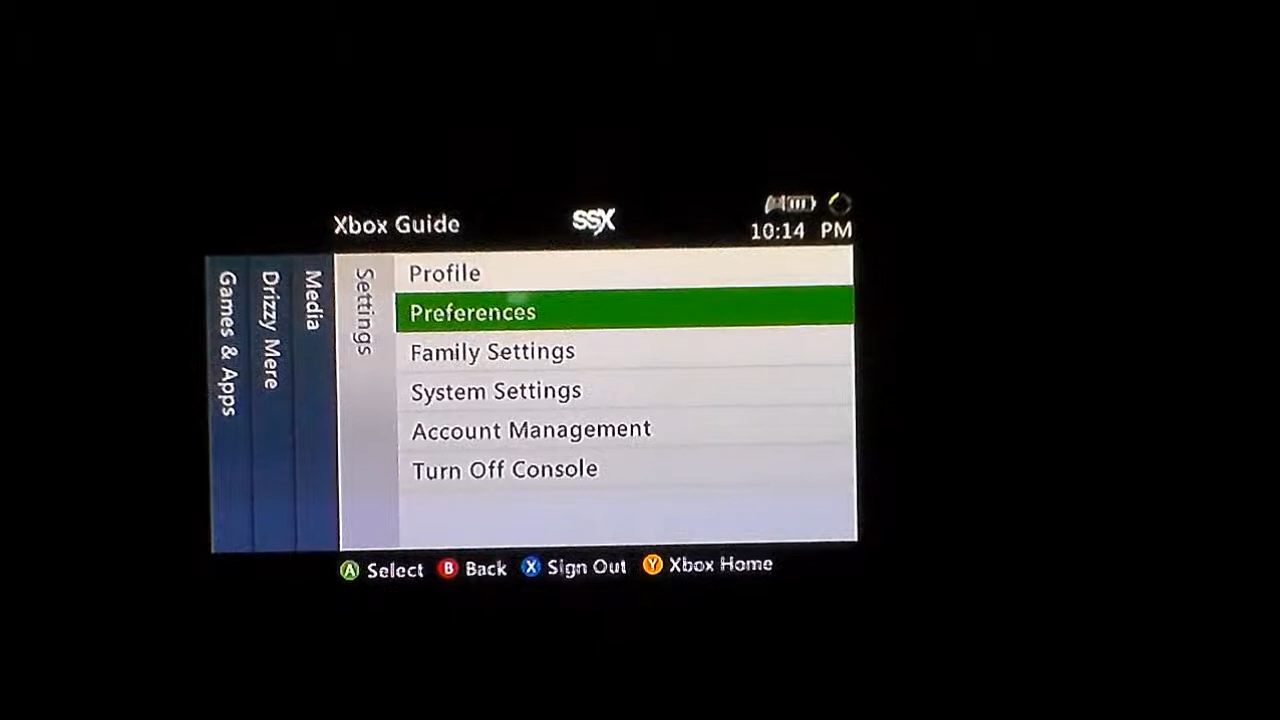 Xbox Guide
SSX
10:14 PM
Games & Apps
Drizzy Mere
Media
Settings
Profile
Preferences
Family Settings
System Settings
Account Management
Turn Off Console
A Select B Back X Sign Out Y Xbox Home